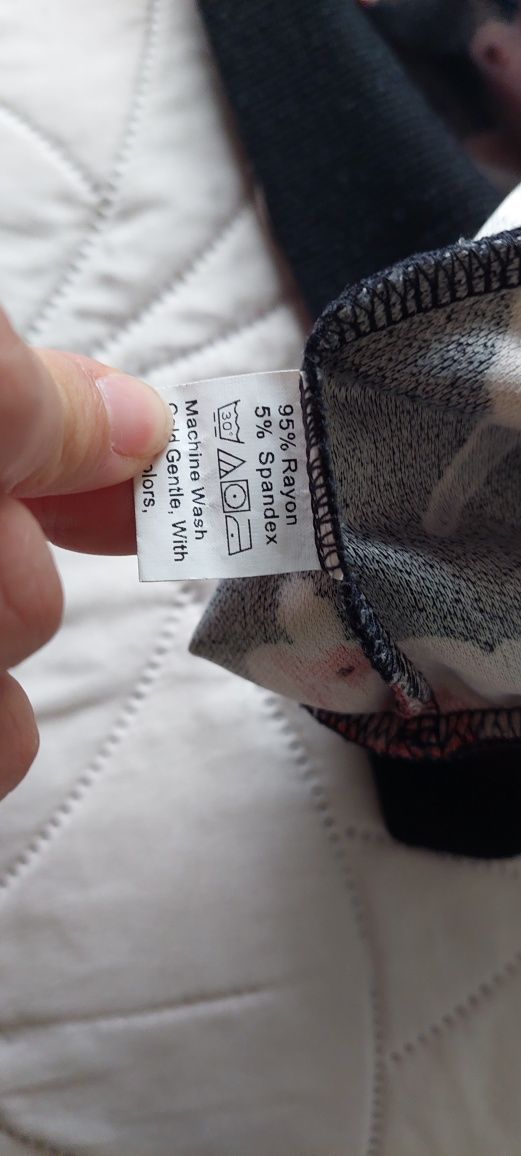 95% Rayon
5% Spandex
30°
Machine Wash
Gentle, With